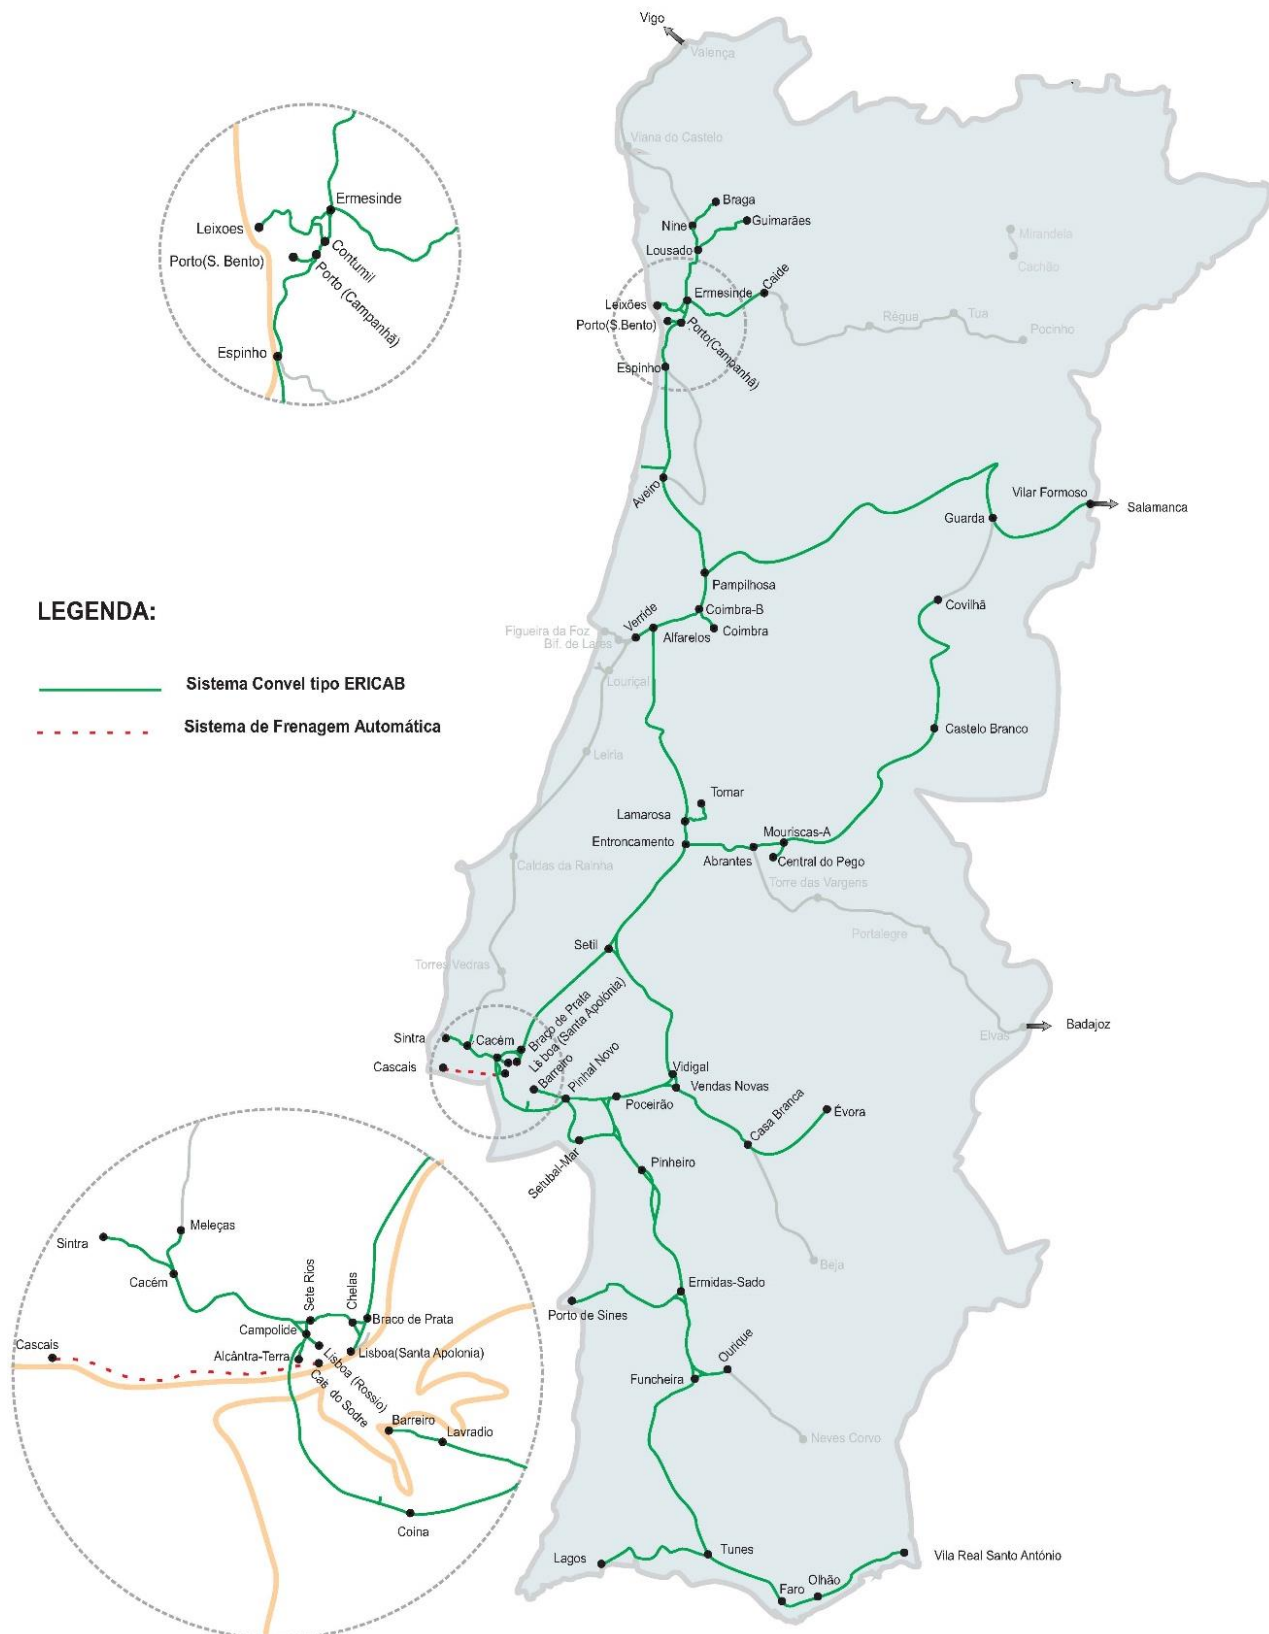 Vigo
Valença
Viana do Castelo
Braga
Nine
Guimarães
Lousado
Mirandela
Cachão
Ermesinde
Caide
Leixões
Porto(S.Bento)
Porto(Campanhã)
Régua
Tua
Pocinho
Espinho
Ermesinde
Leixoes
Contumil
Porto(S. Bento)
Porto (Campanhã)
Espinho
Aveiro
Vilar Formoso
Salamanca
Guarda
Pampilhosa
Covilhã
LEGENDA:
Sistema Convel tipo ERICAB
Sistema de Frenagem Automática
Coimbra-B
Verride
Figueira da Foz
Bif. de Lares
Alfarelos
Coimbra
Louriçal
Castelo Branco
Leiria
Tomar
Lamarosa
Entroncamento
Mouriscas-A
Abrantes
Central do Pego
Caldas da Rainha
Torre das Vargens
Portalegre
Setil
Torres Vedras
Elvas
Badajoz
Sintra
Cacém
Braço de Prata
Lisboa (Santa Apolónia)
Cascais
Barreiro
Pinhal Novo
Vidigal
Vendas Novas
Poceirão
Casa Branca
Évora
Setubal-Mar
Pinheiro
Beja
Ermidas-Sado
Porto de Sines
Ourique
Funcheira
Neves Corvo
Lagos
Tunes
Faro
Olhão
Vila Real Santo António
Meleças
Sintra
Cacém
Sete Rios
Chelas
Braco de Prata
Campolide
Cascais
Alcântra-Terra
Lisboa(Santa Apolonia)
Lisboa (Rossio)
Cais do Sodre
Barreiro
Lavradio
Coina